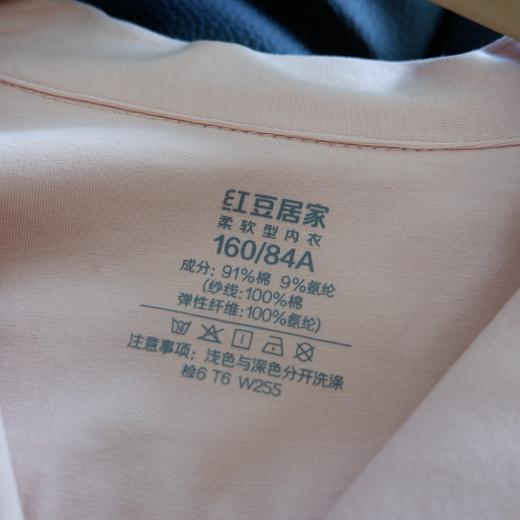 红豆居家
柔软型内衣
160/84A
成分: 91%棉 9%氨纶
(纱线:100%棉
弹性纤维:100%氨纶)
注意事项: 浅色与深色分开洗涤
检6 T6 W255